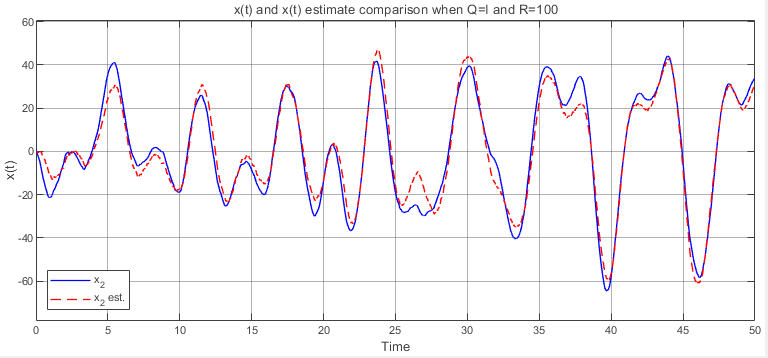 x(t) and x(t) estimate comparison when Q=I and R=100
60
40
20
0
-20
-40
-60
x(t)
x2
x2 est.
0 5 10 15 20 25 30 35 40 45 50
Time